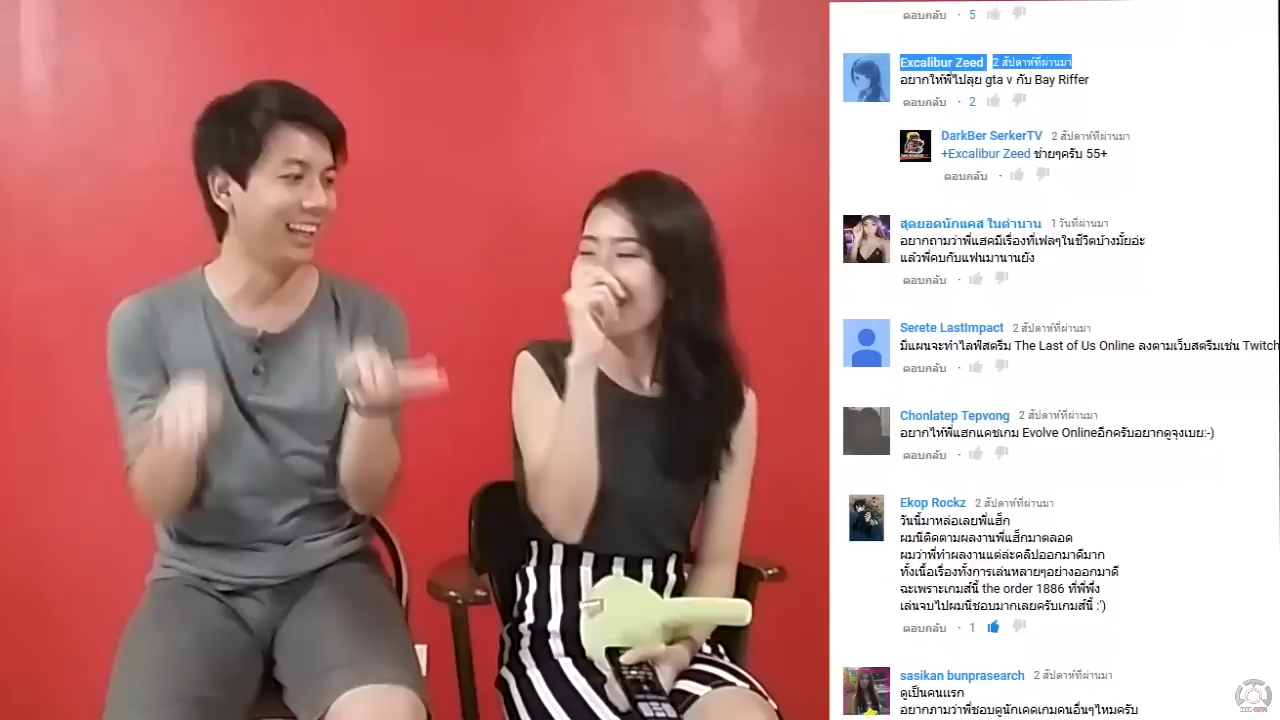 ตอบกลับ · 5
Excalibur Zeed 2 สัปดาห์ที่ผ่านมา
อยากให้พี่ไปลุย gta v กับ Bay Riffer
ตอบกลับ · 2
DarkBer SerkerTV 2 สัปดาห์ที่ผ่านมา
+Excalibur Zeed ช่ายๆครับ 55+
ตอบกลับ ·
สุดยอดนักแคส ในตำนาน 1 วันที่ผ่านมา
อยากถามว่าพี่แฮคมีเรื่องที่เฟลๆในชีวิตบ้างมั้ยอ่ะ
แล้วพี่คบกับแฟนมานานยัง
ตอบกลับ ·
Serete LastImpact 2 สัปดาห์ที่ผ่านมา
มีแผนจะทำไลฟ์สตรีม The Last of Us Online ลงตามเว็บสตรีมเช่น Twitch
ตอบกลับ ·
Chonlatep Tepvong 2 สัปดาห์ที่ผ่านมา
อยากไห้พี่แฮกแคชเกม Evolve Onlineอีกครับอยากดูจุงเบย:-)
ตอบกลับ ·
Ekop Rockz 2 สัปดาห์ที่ผ่านมา
วันนี้มาหล่อเลยพี่แฮ็ก
ผมนี่ติดตามผลงานพี่แฮ็กมาตลอด
ผมว่าพี่ทำผลงานแต่ล่ะคลิปออกมาดีมาก
ทั้งเนื้อเรื่องทั้งการเล่นหลายๆอย่างออกมาดี
ฉะเพราะเกมส์นี้ the order 1886 ที่พี่พึ่ง
เล่นจบไปผมนี่ชอบมากเลยครับเกมส์นี้ :')
ตอบกลับ · 1
sasikan bunprasearch 2 สัปดาห์ที่ผ่านมา
ดูเป็นคนแรก
อยากภามว่าพี่ชอบดูนักเคดเกมคนอื่นๆไหมครับ